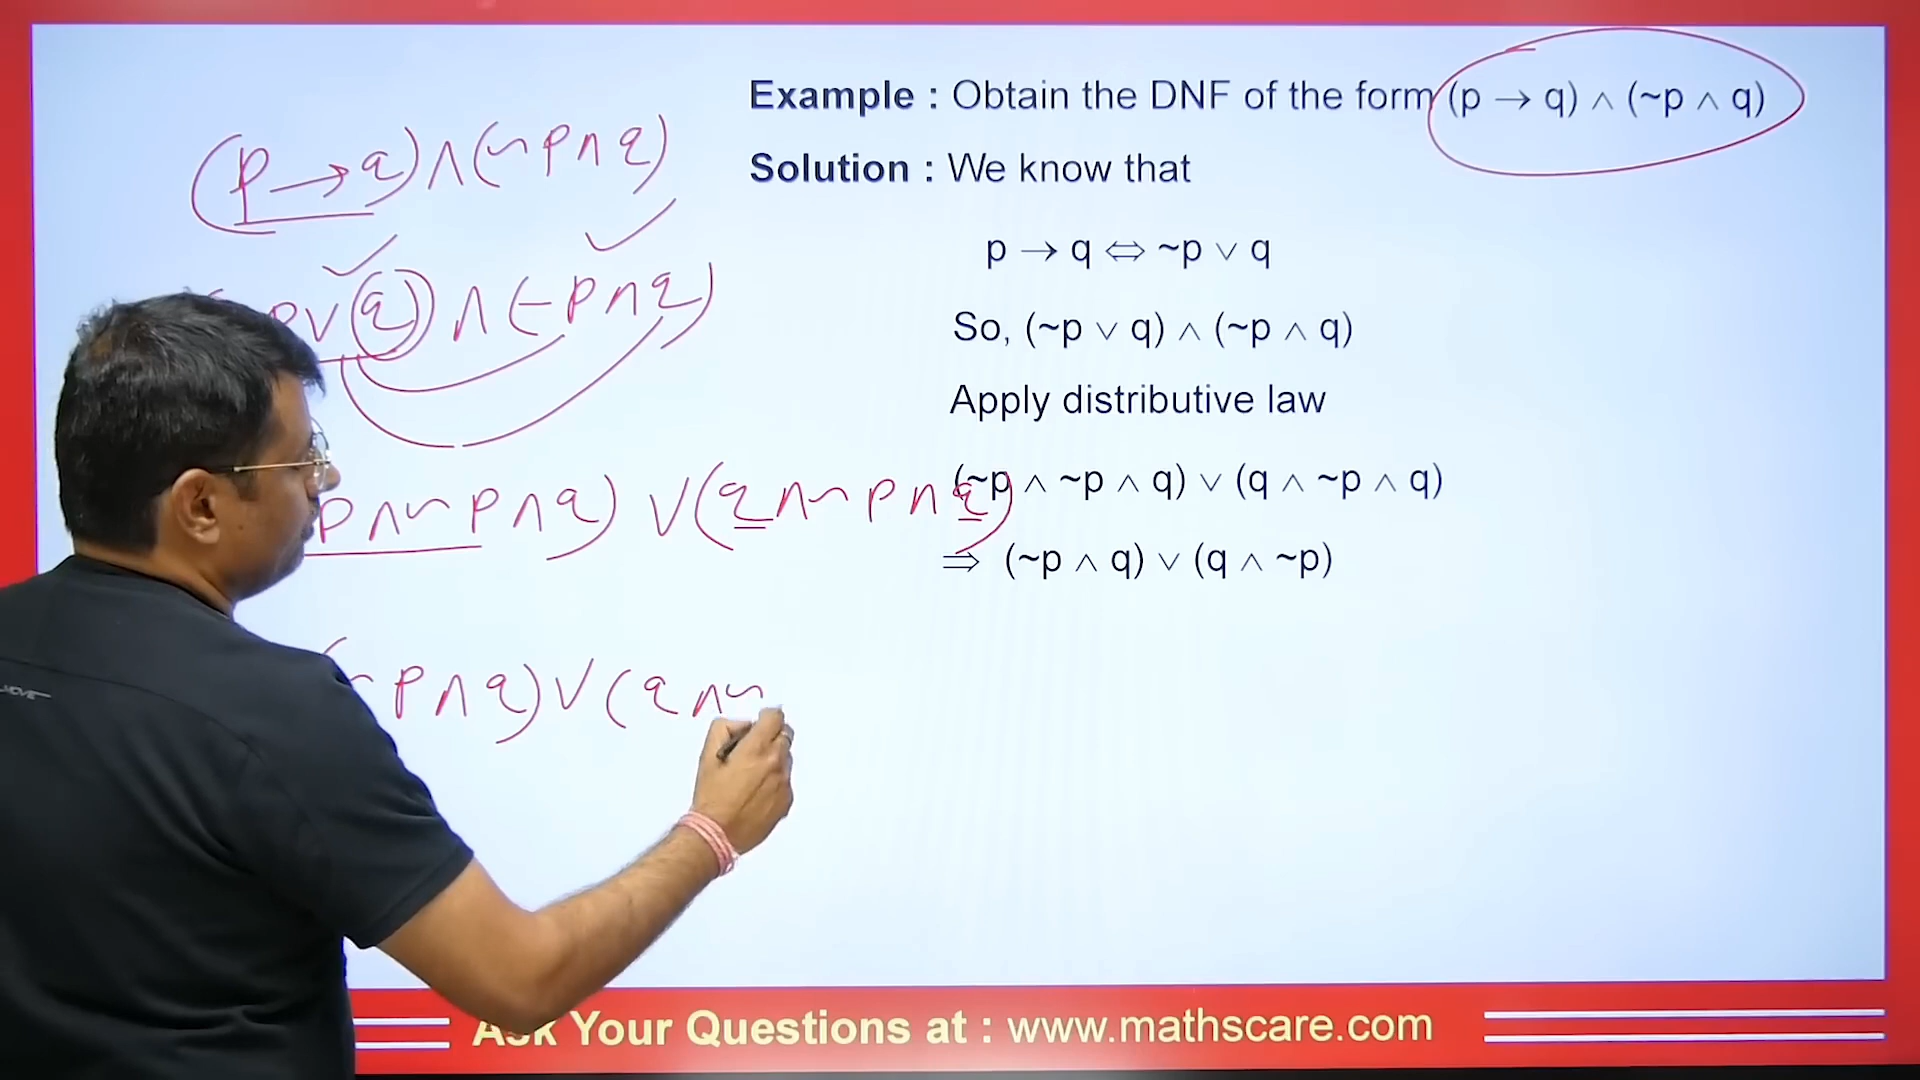 Example : Obtain the DNF of the form (p → q) ∧ (~p ∧ q)
Solution : We know that
p → q ⇔ ~p ∨ q
So, (~p ∨ q) ∧ (~p ∧ q)
Apply distributive law
(~p ∧ ~p ∧ q) ∨ (q ∧ ~p ∧ q)
⇒ (~p ∧ q) ∨ (q ∧ ~p)
(p → q) ∧ (~p ∧ q)
p ∨ q) ∧ (~p ∧ q)
p ∧ ~p ∧ q) ∨ (q ∧ ~p ∧ q)
(~p ∧ q) ∨ (q ∧ ~
Ask Your Questions at : www.mathscare.com